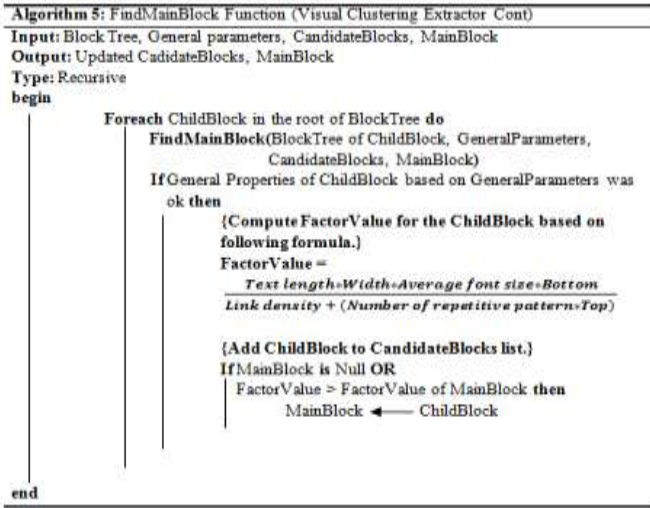 Algorithm 5: FindMainBlock Function (Visual Clustering Extractor Cont)
Input: Block Tree, General parameters, CandidateBlocks, MainBlock
Output: Updated CadidateBlocks, MainBlock
Type: Recursive
begin
Foreach ChildBlock in the root of BlockTree do
FindMainBlock(BlockTree of ChildBlock, GeneralParameters,
CandidateBlocks, MainBlock)
If General Properties of ChildBlock based on GeneralParameters was
ok then
{Compute FactorValue for the ChildBlock based on
following formula.}
FactorValue =
Text length*Width*Average font size*Bottom
Link density + (Number of repetitive pattern*Top)
{Add ChildBlock to CandidateBlocks list.}
If MainBlock is Null OR
FactorValue > FactorValue of MainBlock then
MainBlock ← ChildBlock
end